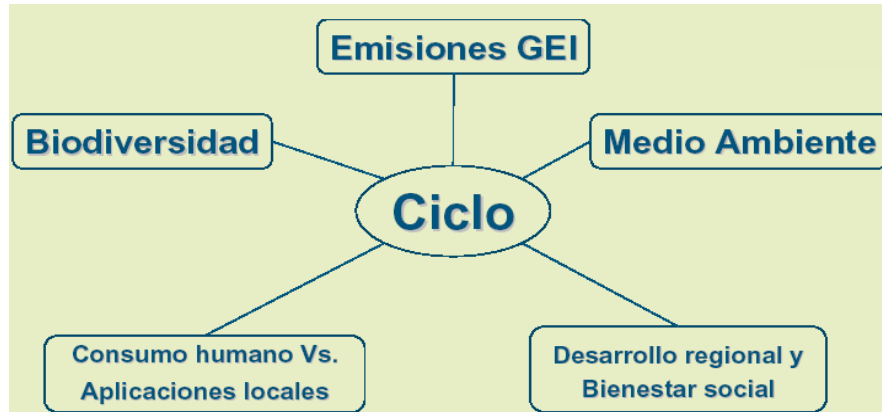 Emisiones GEI
Biodiversidad
Medio Ambiente
Ciclo
Consumo humano Vs.
Aplicaciones locales
Desarrollo regional y
Bienestar social